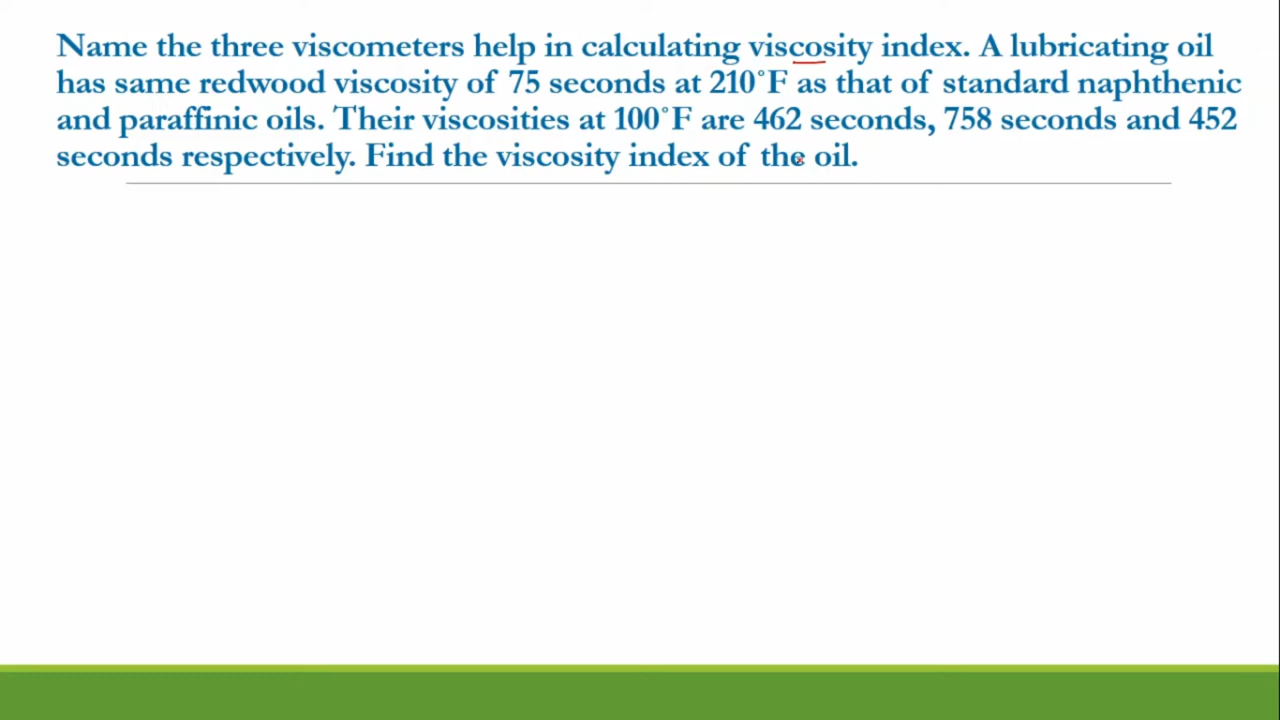 Name the three viscometers help in calculating viscosity index. A lubricating oil
has same redwood viscosity of 75 seconds at 210˚F as that of standard naphthenic
and paraffinic oils. Their viscosities at 100˚F are 462 seconds, 758 seconds and 452
seconds respectively. Find the viscosity index of the oil.